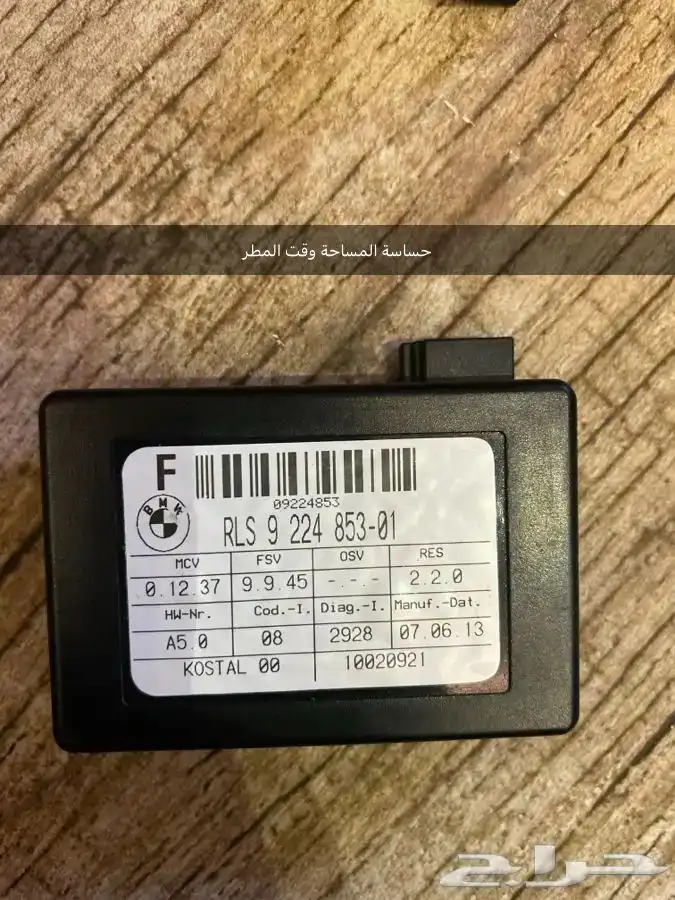 حساسة المساحة وقت المطر
F
09224853
BMW
RLS 9 224 853-01
MCV FSV OSV RES
0.12.37 9.9.45 -.-.- 2.2.0
HW-Nr. Cod.-I. Diag.-I. Manuf.-Dat.
A5.0 08 2928 07.06.13
KOSTAL 00 10020921
حراج